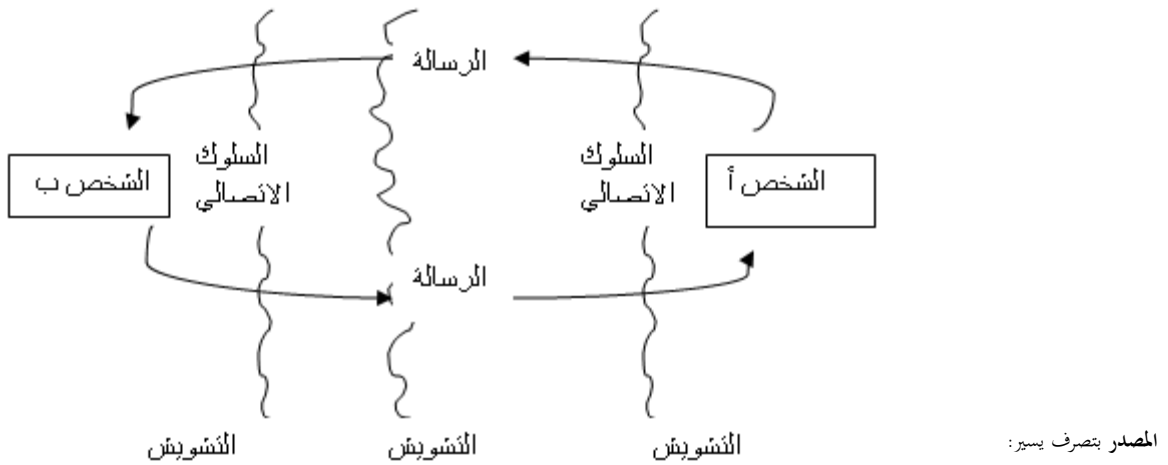 الرسالة
السلوك
الاتصالي
السلوك
الاتصالي
الشخص أ
الشخص ب
الرسالة
التشويش
التشويش
التشويش
المصدر بتصرف يسير: